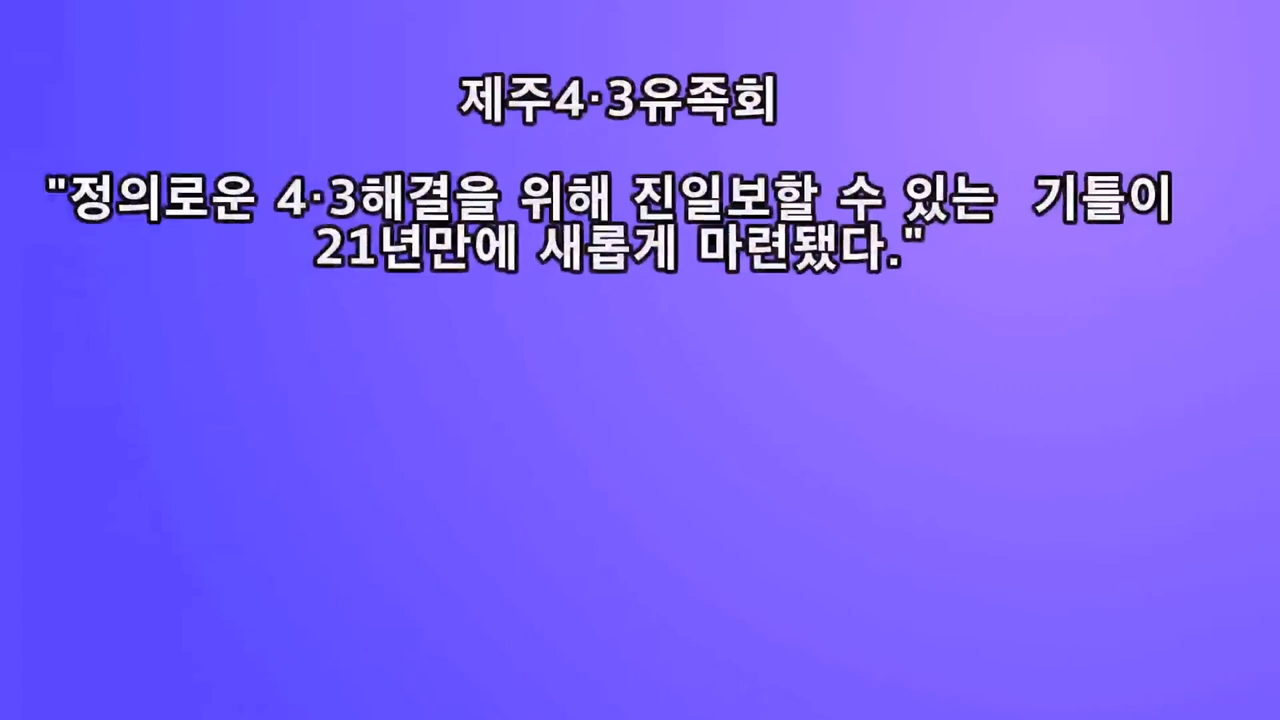 제주4·3유족회
"정의로운 4·3해결을 위해 진일보할 수 있는 기틀이
21년만에 새롭게 마련됐다."